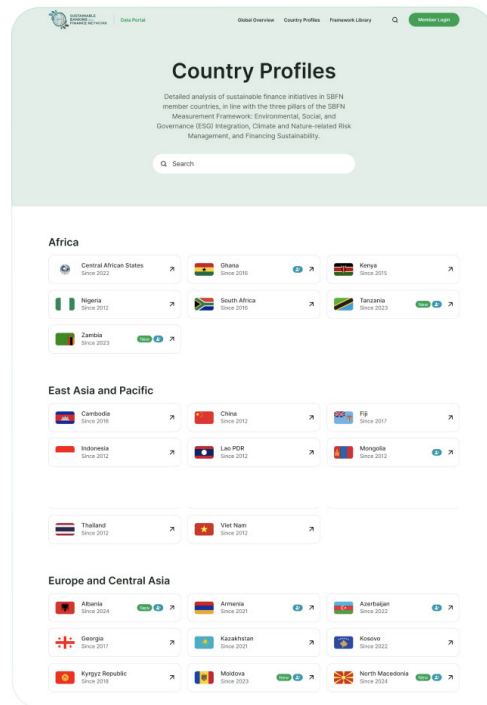 SUSTAINABLE
BANKING AND
FINANCE NETWORK
Data Portal
Global Overview
Country Profiles
Framework Library
Member Login
Country Profiles
Detailed analysis of sustainable finance initiatives in SBFN
member countries, in line with the three pillars of the SBFN
Measurement Framework: Environmental, Social, and
Governance (ESG) Integration, Climate and Nature-related Risk
Management, and Financing Sustainability.
Search
Africa
Central African States
Since 2022
Ghana
Since 2016
Kenya
Since 2015
Nigeria
Since 2012
South Africa
Since 2016
Tanzania
Since 2023
New
Zambia
Since 2023
New
East Asia and Pacific
Cambodia
Since 2016
China
Since 2012
Fiji
Since 2017
Indonesia
Since 2012
Lao PDR
Since 2012
Mongolia
Since 2012
Thailand
Since 2012
Viet Nam
Since 2012
Europe and Central Asia
Albania
Since 2024
New
Armenia
Since 2021
Azerbaijan
Since 2022
Georgia
Since 2017
Kazakhstan
Since 2021
Kosovo
Since 2022
Kyrgyz Republic
Since 2016
Moldova
Since 2023
New
North Macedonia
Since 2024
New